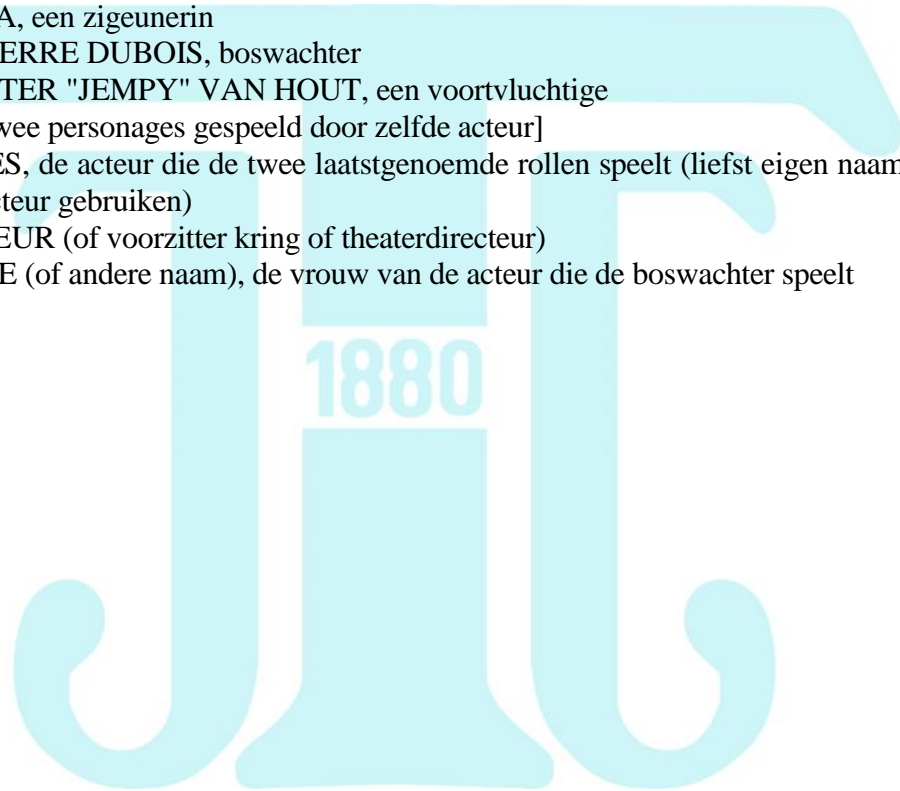 A, een zigeunerin
ERRE DUBOIS, boswachter
TER "JEMPY" VAN HOUT, een voortvluchtige
wee personages gespeeld door zelfde acteur]
ES, de acteur die de twee laatstgenoemde rollen speelt (liefst eigen naam
cteur gebruiken)
EUR (of voorzitter kring of theaterdirecteur)
E (of andere naam), de vrouw van de acteur die de boswachter speelt
1880